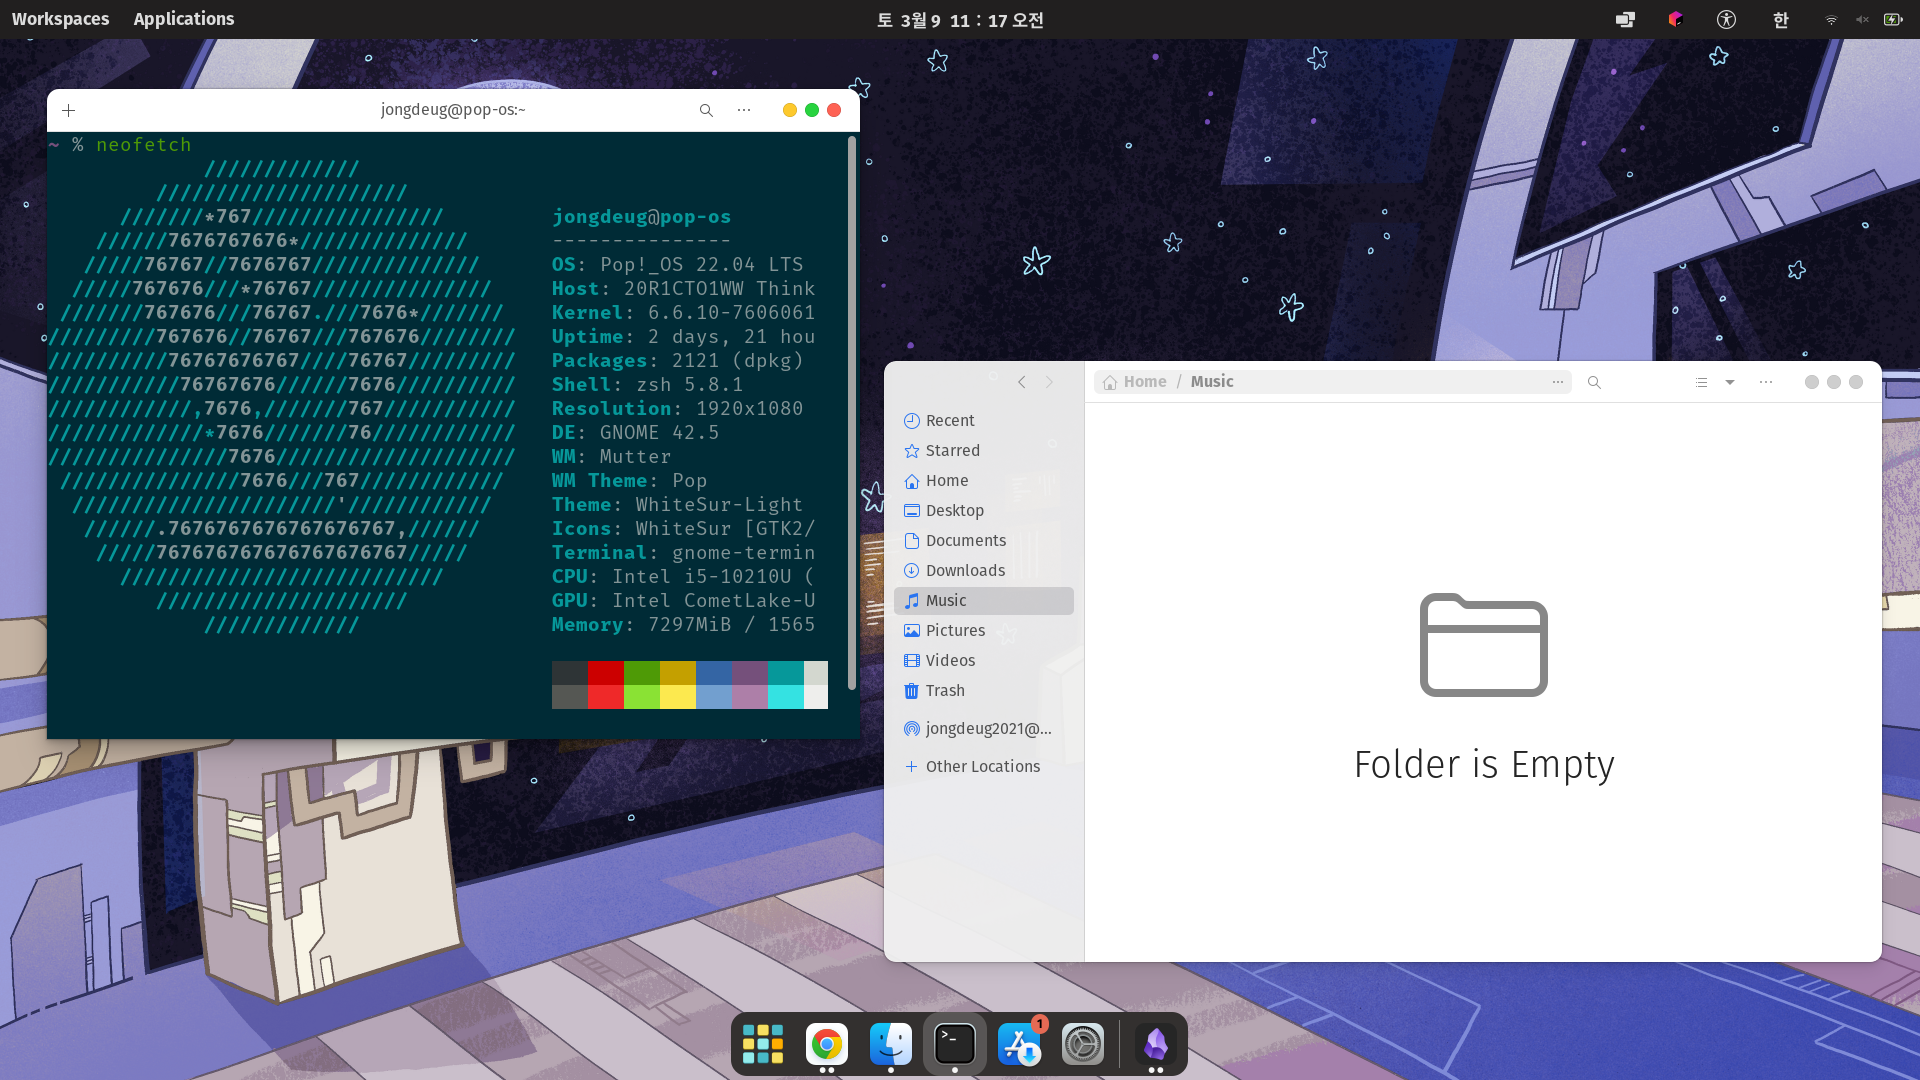 Workspaces Applications 토 3월 9 11 : 17 오전 한
jongdeug@pop-os:~
~ % neofetch
/////////////
/////////////////////
///////*767////////////////
//////7676767676*//////////////
/////76767//7676767//////////////
/////767676///*76767///////////////
///////767676///76767.///7676*///////
/////////767676//76767///767676////////
//////////76767676767////76767/////////
///////////76767676//////7676//////////
////////////,7676,///////767///////////
/////////////*7676///////76////////////
///////////////7676////////////////////
///////////////7676///767////////////
//////////////////////'////////////
//////.7676767676767676767,//////
/////767676767676767676767/////
///////////////////////////
/////////////////////
/////////////
jongdeug@pop-os
---------------
OS: Pop!_OS 22.04 LTS
Host: 20R1CTO1WW Think
Kernel: 6.6.10-7606061
Uptime: 2 days, 21 hou
Packages: 2121 (dpkg)
Shell: zsh 5.8.1
Resolution: 1920x1080
DE: GNOME 42.5
WM: Mutter
WM Theme: Pop
Theme: WhiteSur-Light
Icons: WhiteSur [GTK2/
Terminal: gnome-termin
CPU: Intel i5-10210U (
GPU: Intel CometLake-U
Memory: 7297MiB / 1565
Home / Music
Recent
Starred
Home
Desktop
Documents
Downloads
Music
Pictures
Videos
Trash
jongdeug2021@...
Other Locations
Folder is Empty
>_
1